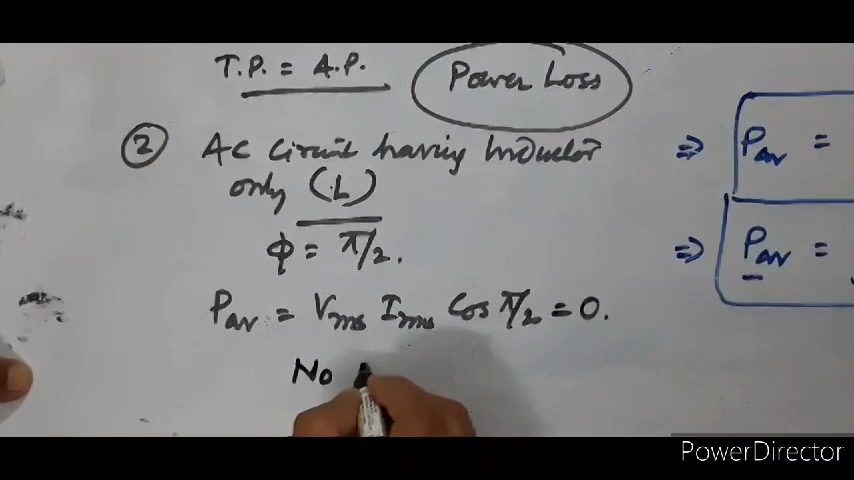 T.P. = A.P.
Power Loss
② AC Circuit having Inductor
only (L)
ϕ = π/2.
Pav = Vrms Irms Cos π/2 = 0.
No
⇒ Pav =
⇒ Pav =
PowerDirector